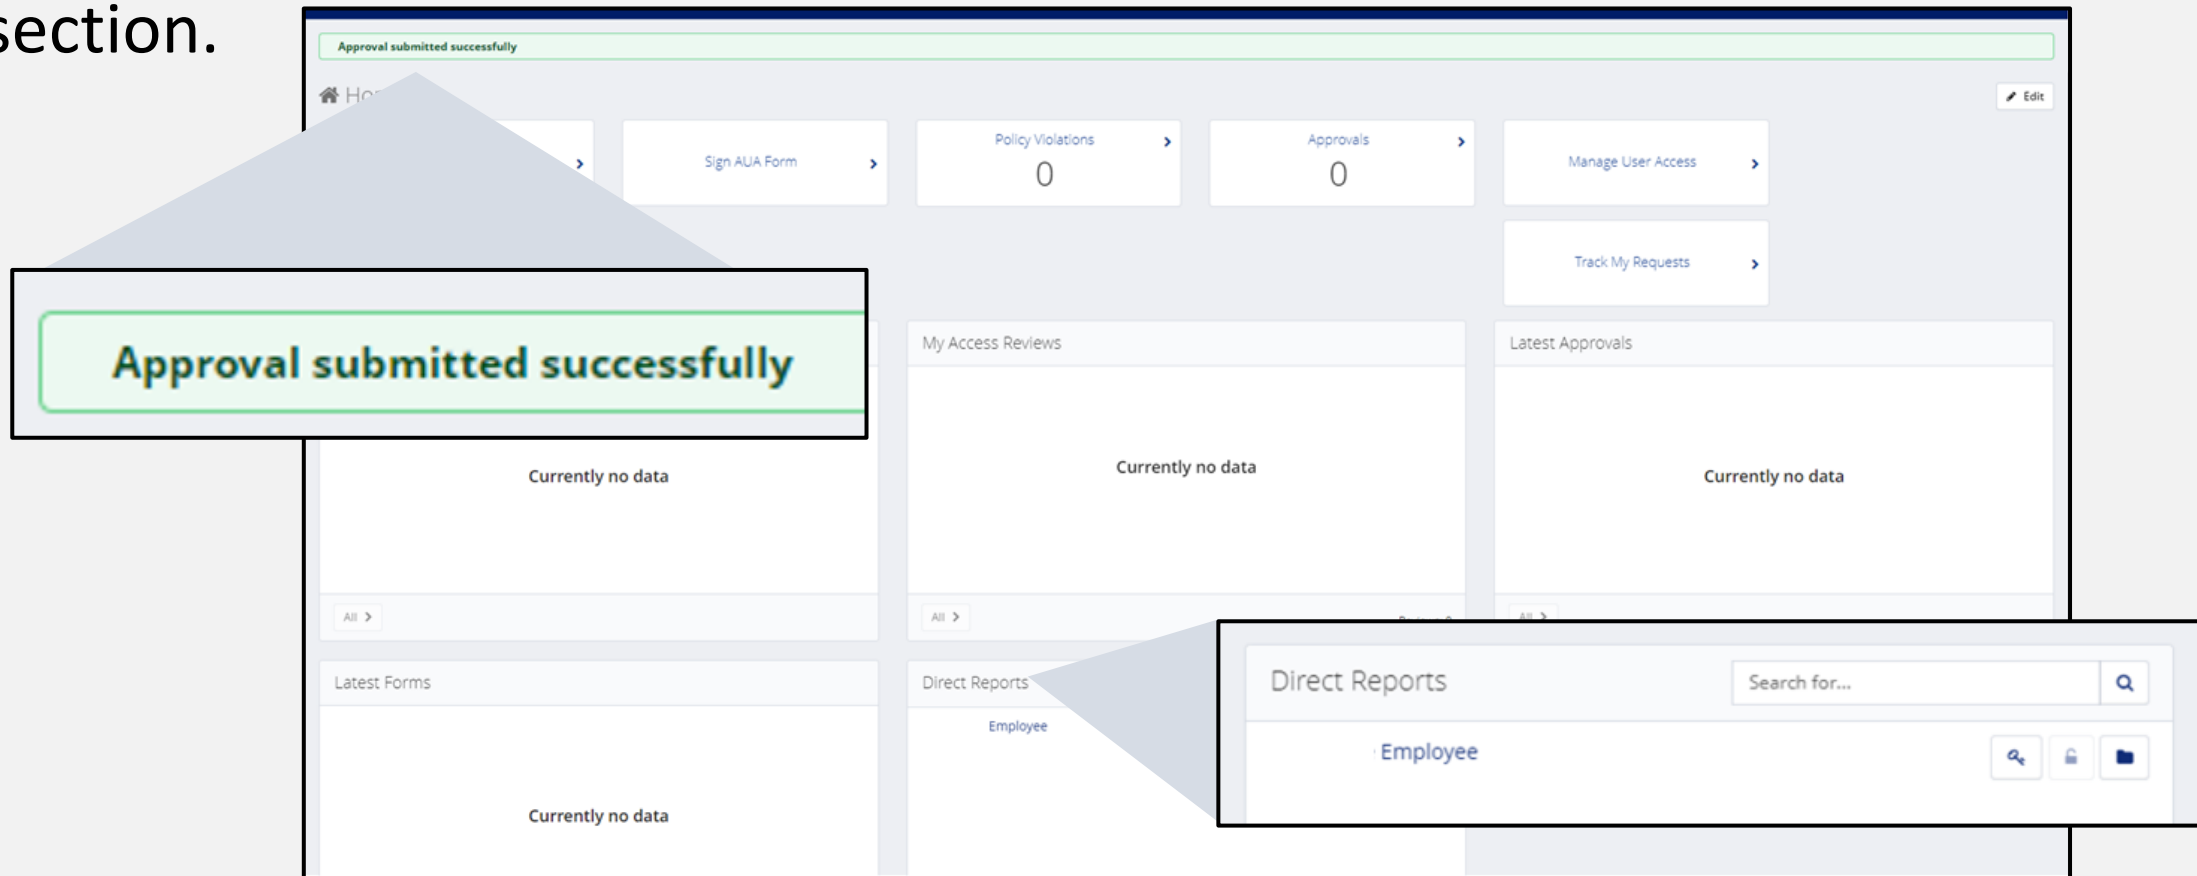 section.
Approval submitted successfully
Edit
Sign AUA Form
Policy Violations
0
Approvals
0
Manage User Access
Track My Requests
Approval submitted successfully
My Access Reviews
Latest Approvals
Currently no data
Currently no data
Currently no data
All
All
All
Latest Forms
Direct Reports
Employee
Currently no data
Direct Reports
Search for...
Employee